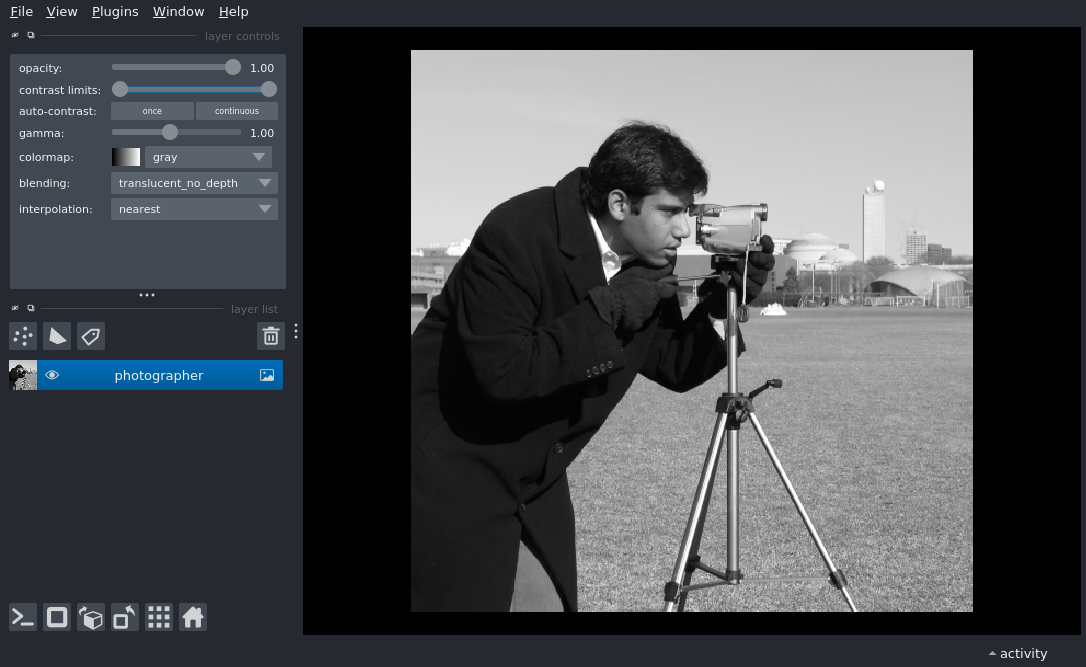 File View Plugins Window Help
layer controls
opacity: 1.00
contrast limits:
auto-contrast: once continuous
gamma: 1.00
colormap: gray
blending: translucent_no_depth
interpolation: nearest
layer list
photographer
activity